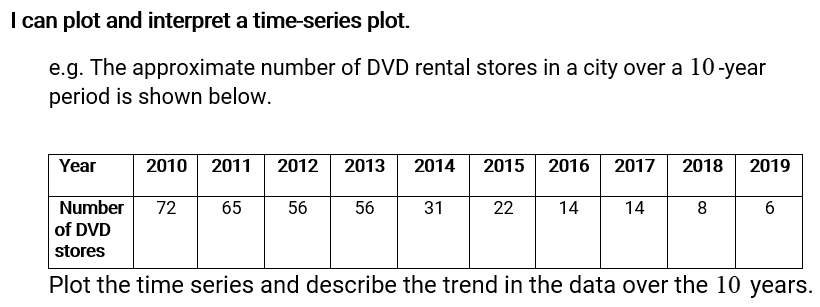 I can plot and interpret a time-series plot.
e.g. The approximate number of DVD rental stores in a city over a 10-year
period is shown below.
Year 2010 2011 2012 2013 2014 2015 2016 2017 2018 2019
Number 72 65 56 56 31 22 14 14 8 6
of DVD
stores
Plot the time series and describe the trend in the data over the 10 years.